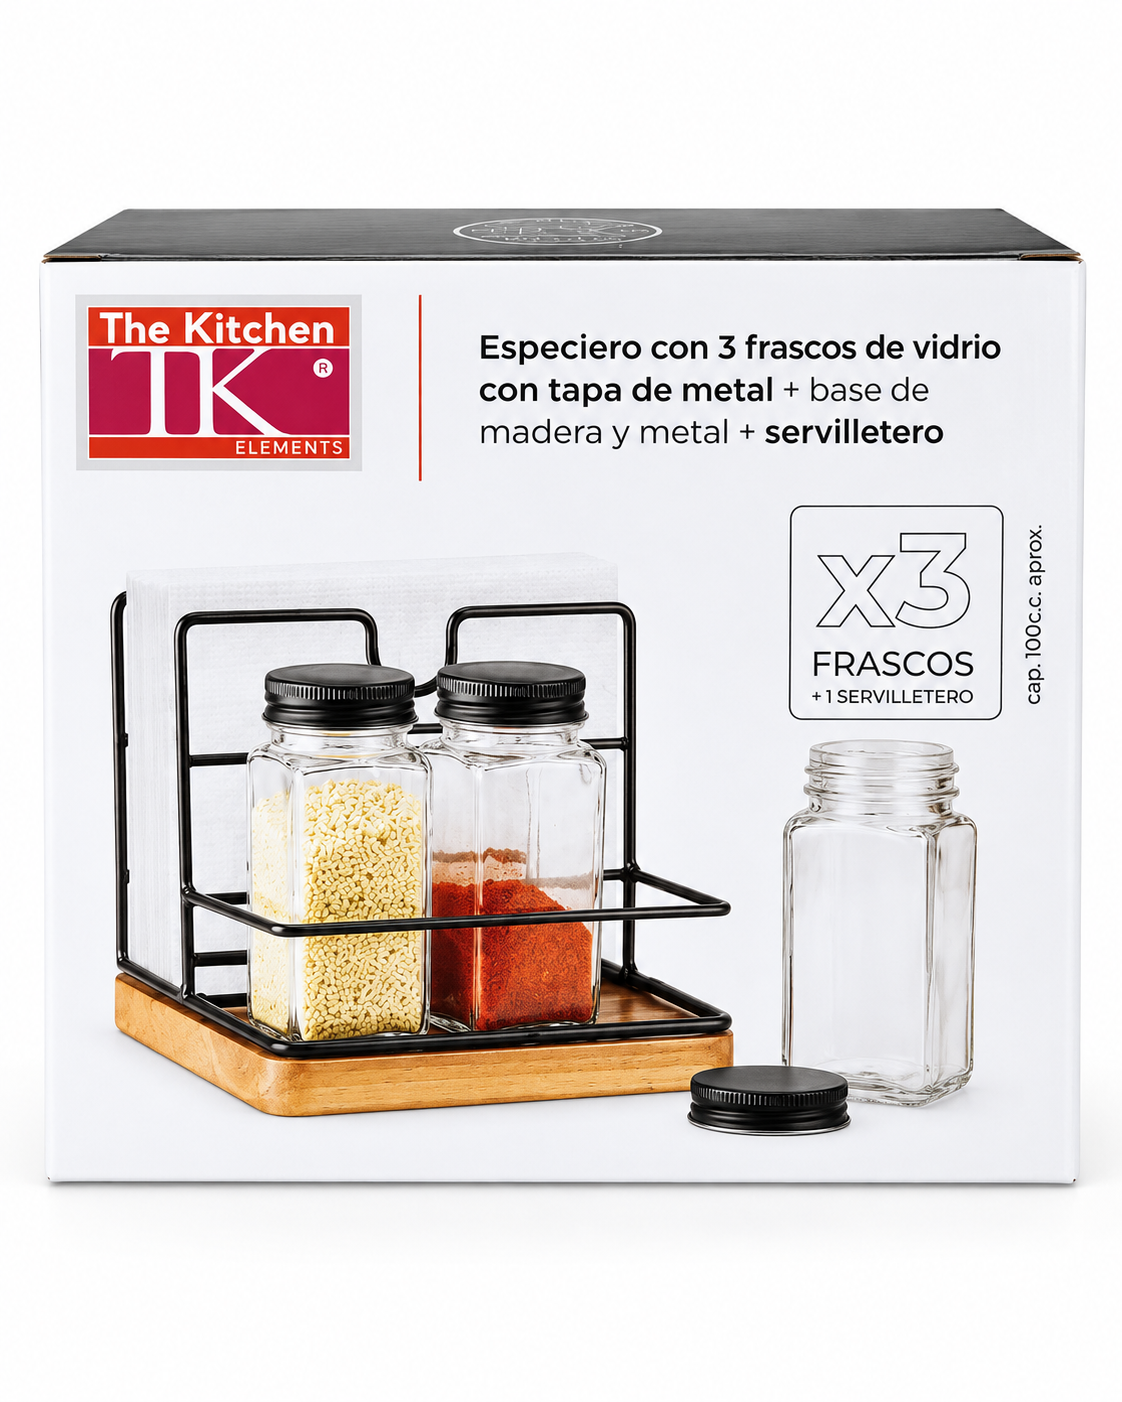 The Kitchen
TK®
ELEMENTS
Especiero con 3 frascos de vidrio
con tapa de metal + base de
madera y metal + servilletero
x3
FRASCOS
+ 1 SERVILLETERO
cap. 100c.c. aprox.